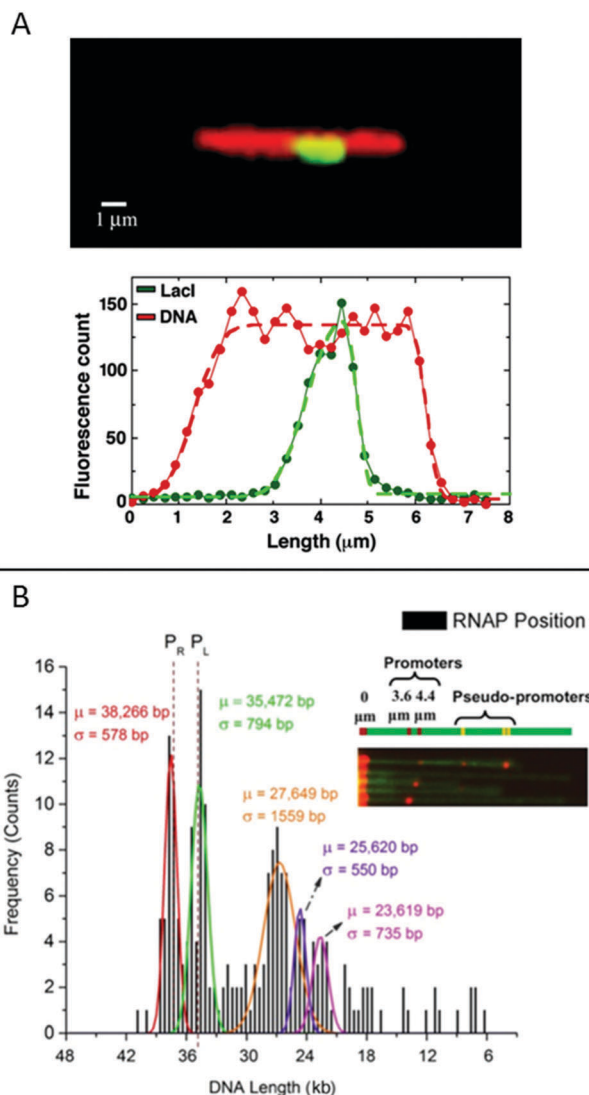 A
1 μm
LacI
DNA
150
100
50
0
Fluorescence count
0 1 2 3 4 5 6 7 8
Length (μm)
B
RNAP Position
P_R P_L
Promoters
0 3.6 4.4
μm μm μm
Pseudo-promoters
μ = 38,266 bp
σ = 578 bp
μ = 35,472 bp
σ = 794 bp
μ = 27,649 bp
σ = 1559 bp
μ = 25,620 bp
σ = 550 bp
μ = 23,619 bp
σ = 735 bp
16
14
12
10
8
6
4
2
0
Frequency (Counts)
48 42 36 30 24 18 12 6
DNA Length (kb)